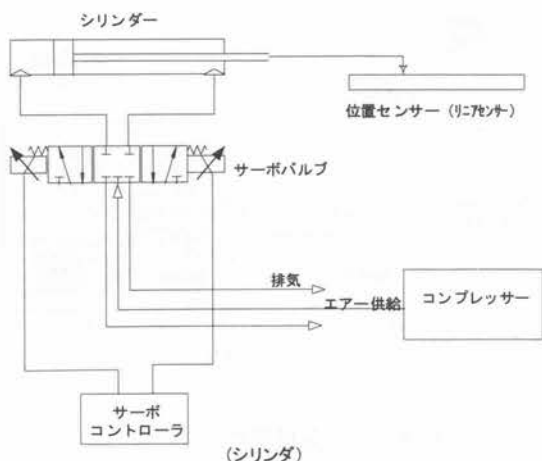 シリンダー
位置センサー (リニアセンサー)
サーボバルブ
排気
エアー供給
コンプレッサー
サーボ
コントローラ
(シリンダ)